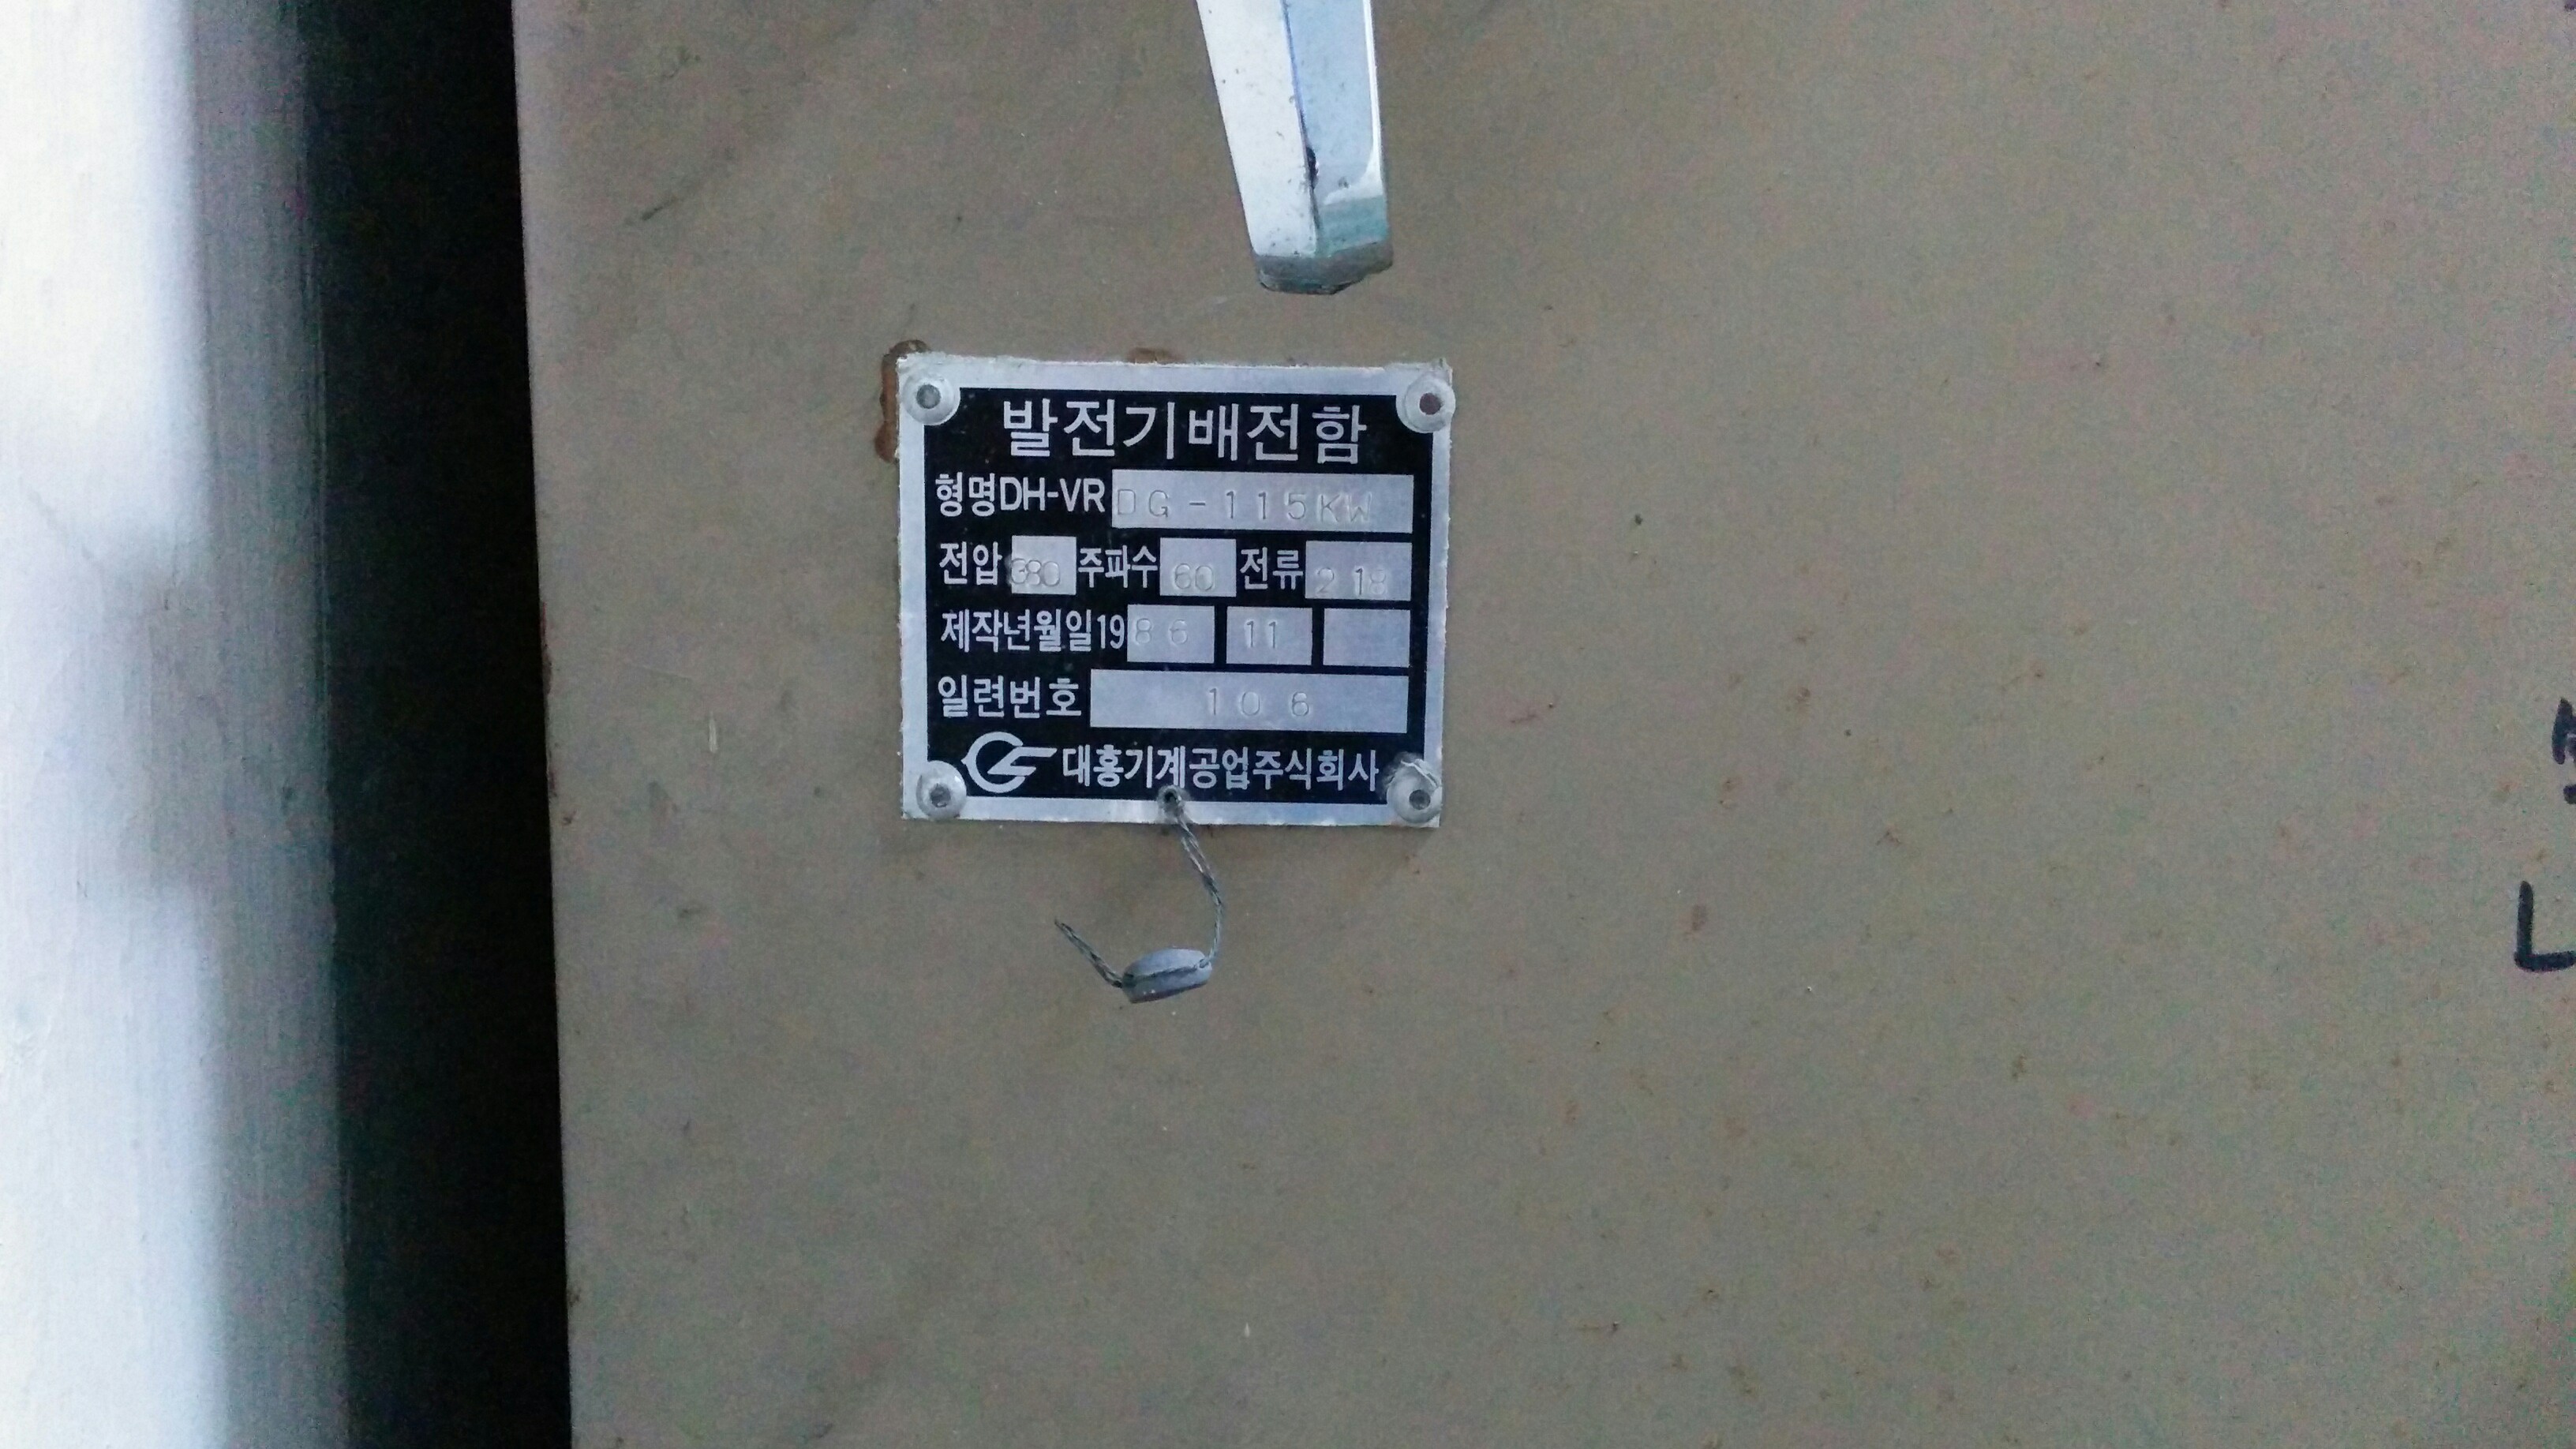 발전기배전함
형명DH-VR DG-115KW
전압 380 주파수 60 전류 218
제작년월일19 86 11
일련번호 106
대흥기계공업주식회사
L